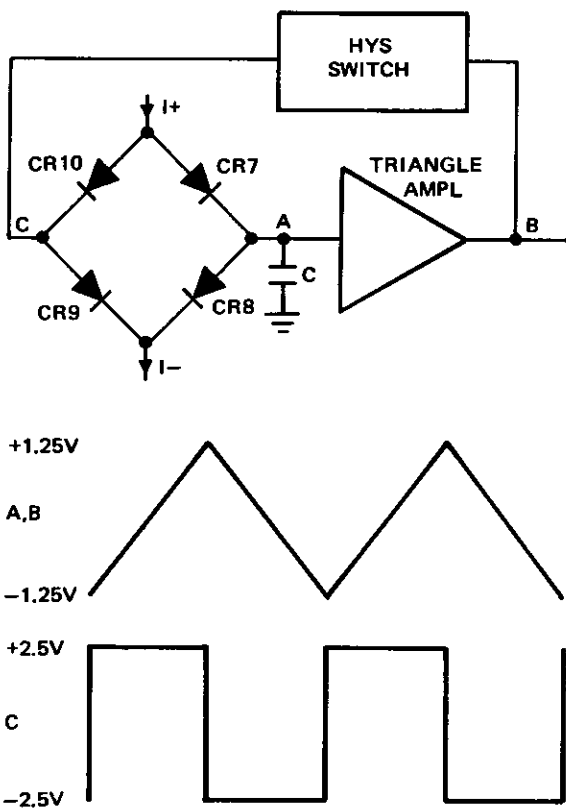 HYS
SWITCH
I+
CR10
CR7
TRIANGLE
AMPL
C
A
B
C
CR9
CR8
I–
+1.25V
A,B
–1.25V
+2.5V
C
–2.5V